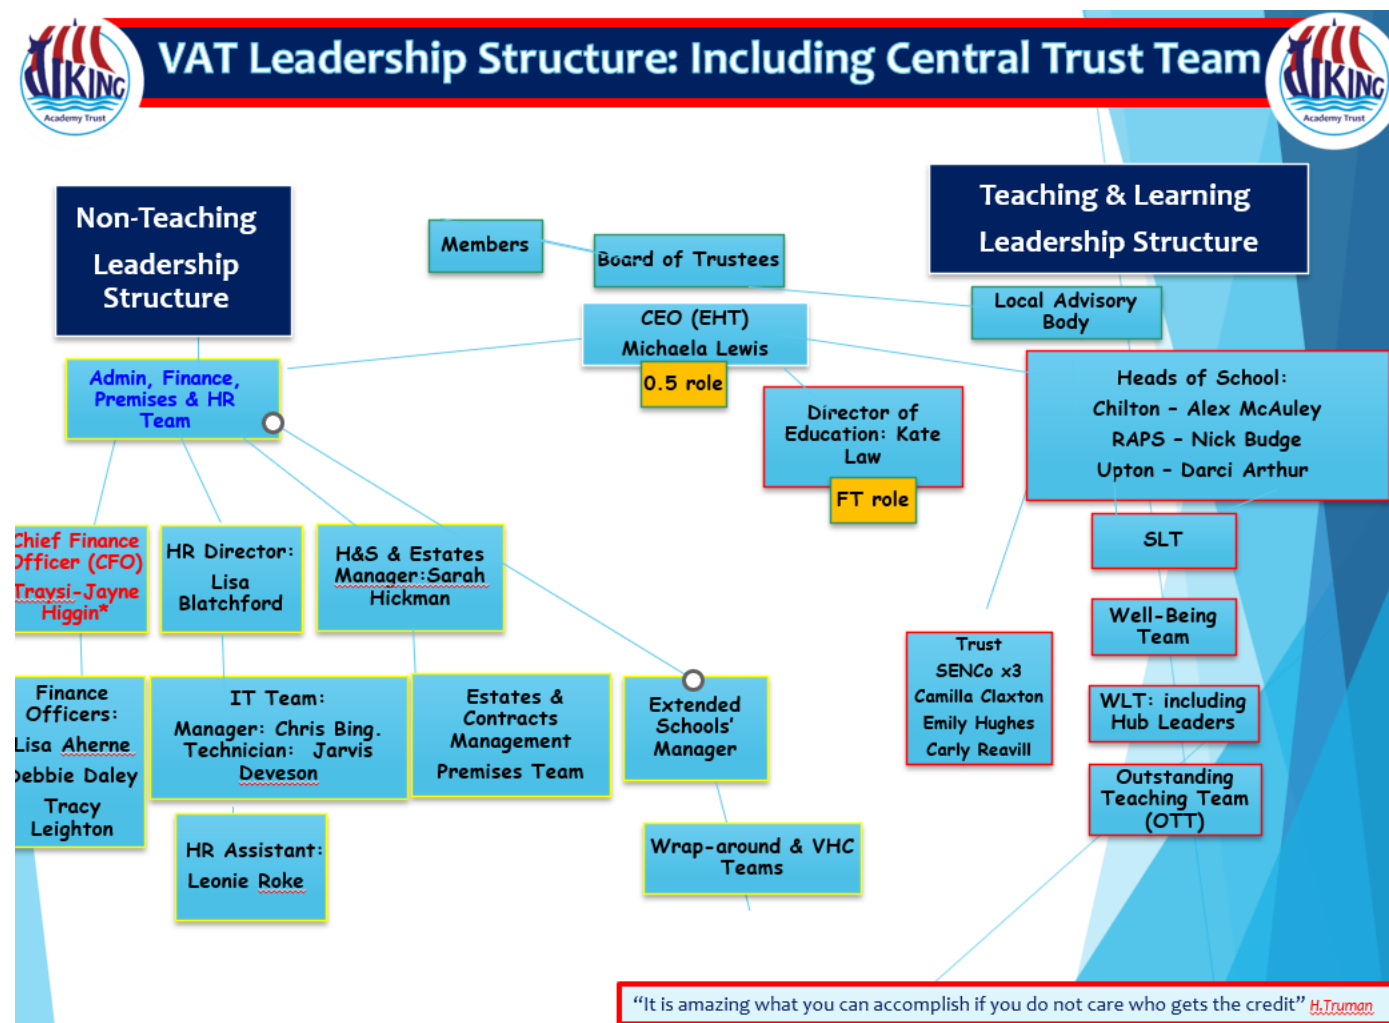 VIKING
Academy Trust
VAT Leadership Structure: Including Central Trust Team
VIKING
Academy Trust
Non-Teaching
Leadership
Structure
Teaching & Learning
Leadership Structure
Members
Board of Trustees
Local Advisory
Body
CEO (EHT)
Michaela Lewis
0.5 role
Admin, Finance,
Premises & HR
Team
Director of
Education: Kate
Law
FT role
Heads of School:
Chilton – Alex McAuley
RAPS – Nick Budge
Upton – Darci Arthur
Chief Finance
Officer (CFO)
Traysi-Jayne
Higgin*
HR Director:
Lisa
Blatchford
H&S & Estates
Manager:Sarah
Hickman
SLT
Well-Being
Team
WLT: including
Hub Leaders
Outstanding
Teaching Team
(OTT)
Trust
SENCo x3
Camilla Claxton
Emily Hughes
Carly Reavill
Finance
Officers:
Lisa Aherne
Debbie Daley
Tracy
Leighton
IT Team:
Manager: Chris Bing.
Technician: Jarvis
Deveson
Estates &
Contracts
Management
Premises Team
Extended
Schools’
Manager
HR Assistant:
Leonie Roke
Wrap-around & VHC
Teams
“It is amazing what you can accomplish if you do not care who gets the credit” H.Truman